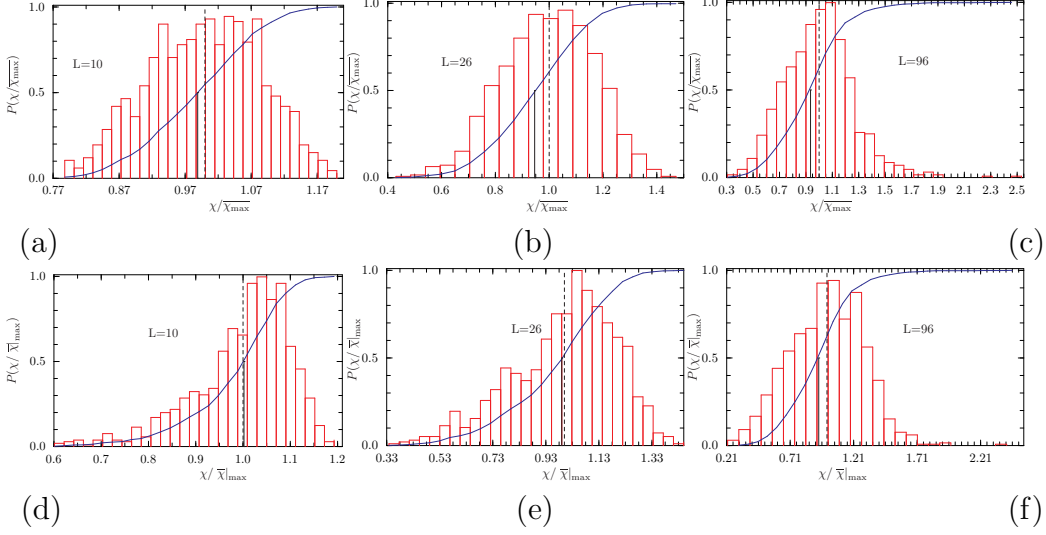 1.0
0.5
0.0
P(χ/χ̅m̅a̅x̅)
L=10
0.77 0.87 0.97 1.07 1.17
χ/χ̅m̅a̅x̅
(a)
1.0
0.5
0.0
P(χ/χ̅m̅a̅x̅)
L=26
0.4 0.6 0.8 1.0 1.2 1.4
χ/χ̅m̅a̅x̅
(b)
1.0
0.5
0.0
P(χ/χ̅m̅a̅x̅)
L=96
0.3 0.5 0.7 0.9 1.1 1.3 1.5 1.7 1.9 2.1 2.3 2.5
χ/χ̅m̅a̅x̅
(c)
1.0
0.5
0.0
P(χ/ χ̅|max)
L=10
0.6 0.7 0.8 0.9 1.0 1.1 1.2
χ/ χ̅|max
(d)
1.0
0.5
0.0
P(χ/ χ̅|max)
L=26
0.33 0.53 0.73 0.93 1.13 1.33
χ/ χ̅|max
(e)
1.0
0.5
0.0
P(χ/ χ̅|max)
L=96
0.21 0.71 1.21 1.71 2.21
χ/ χ̅|max
(f)